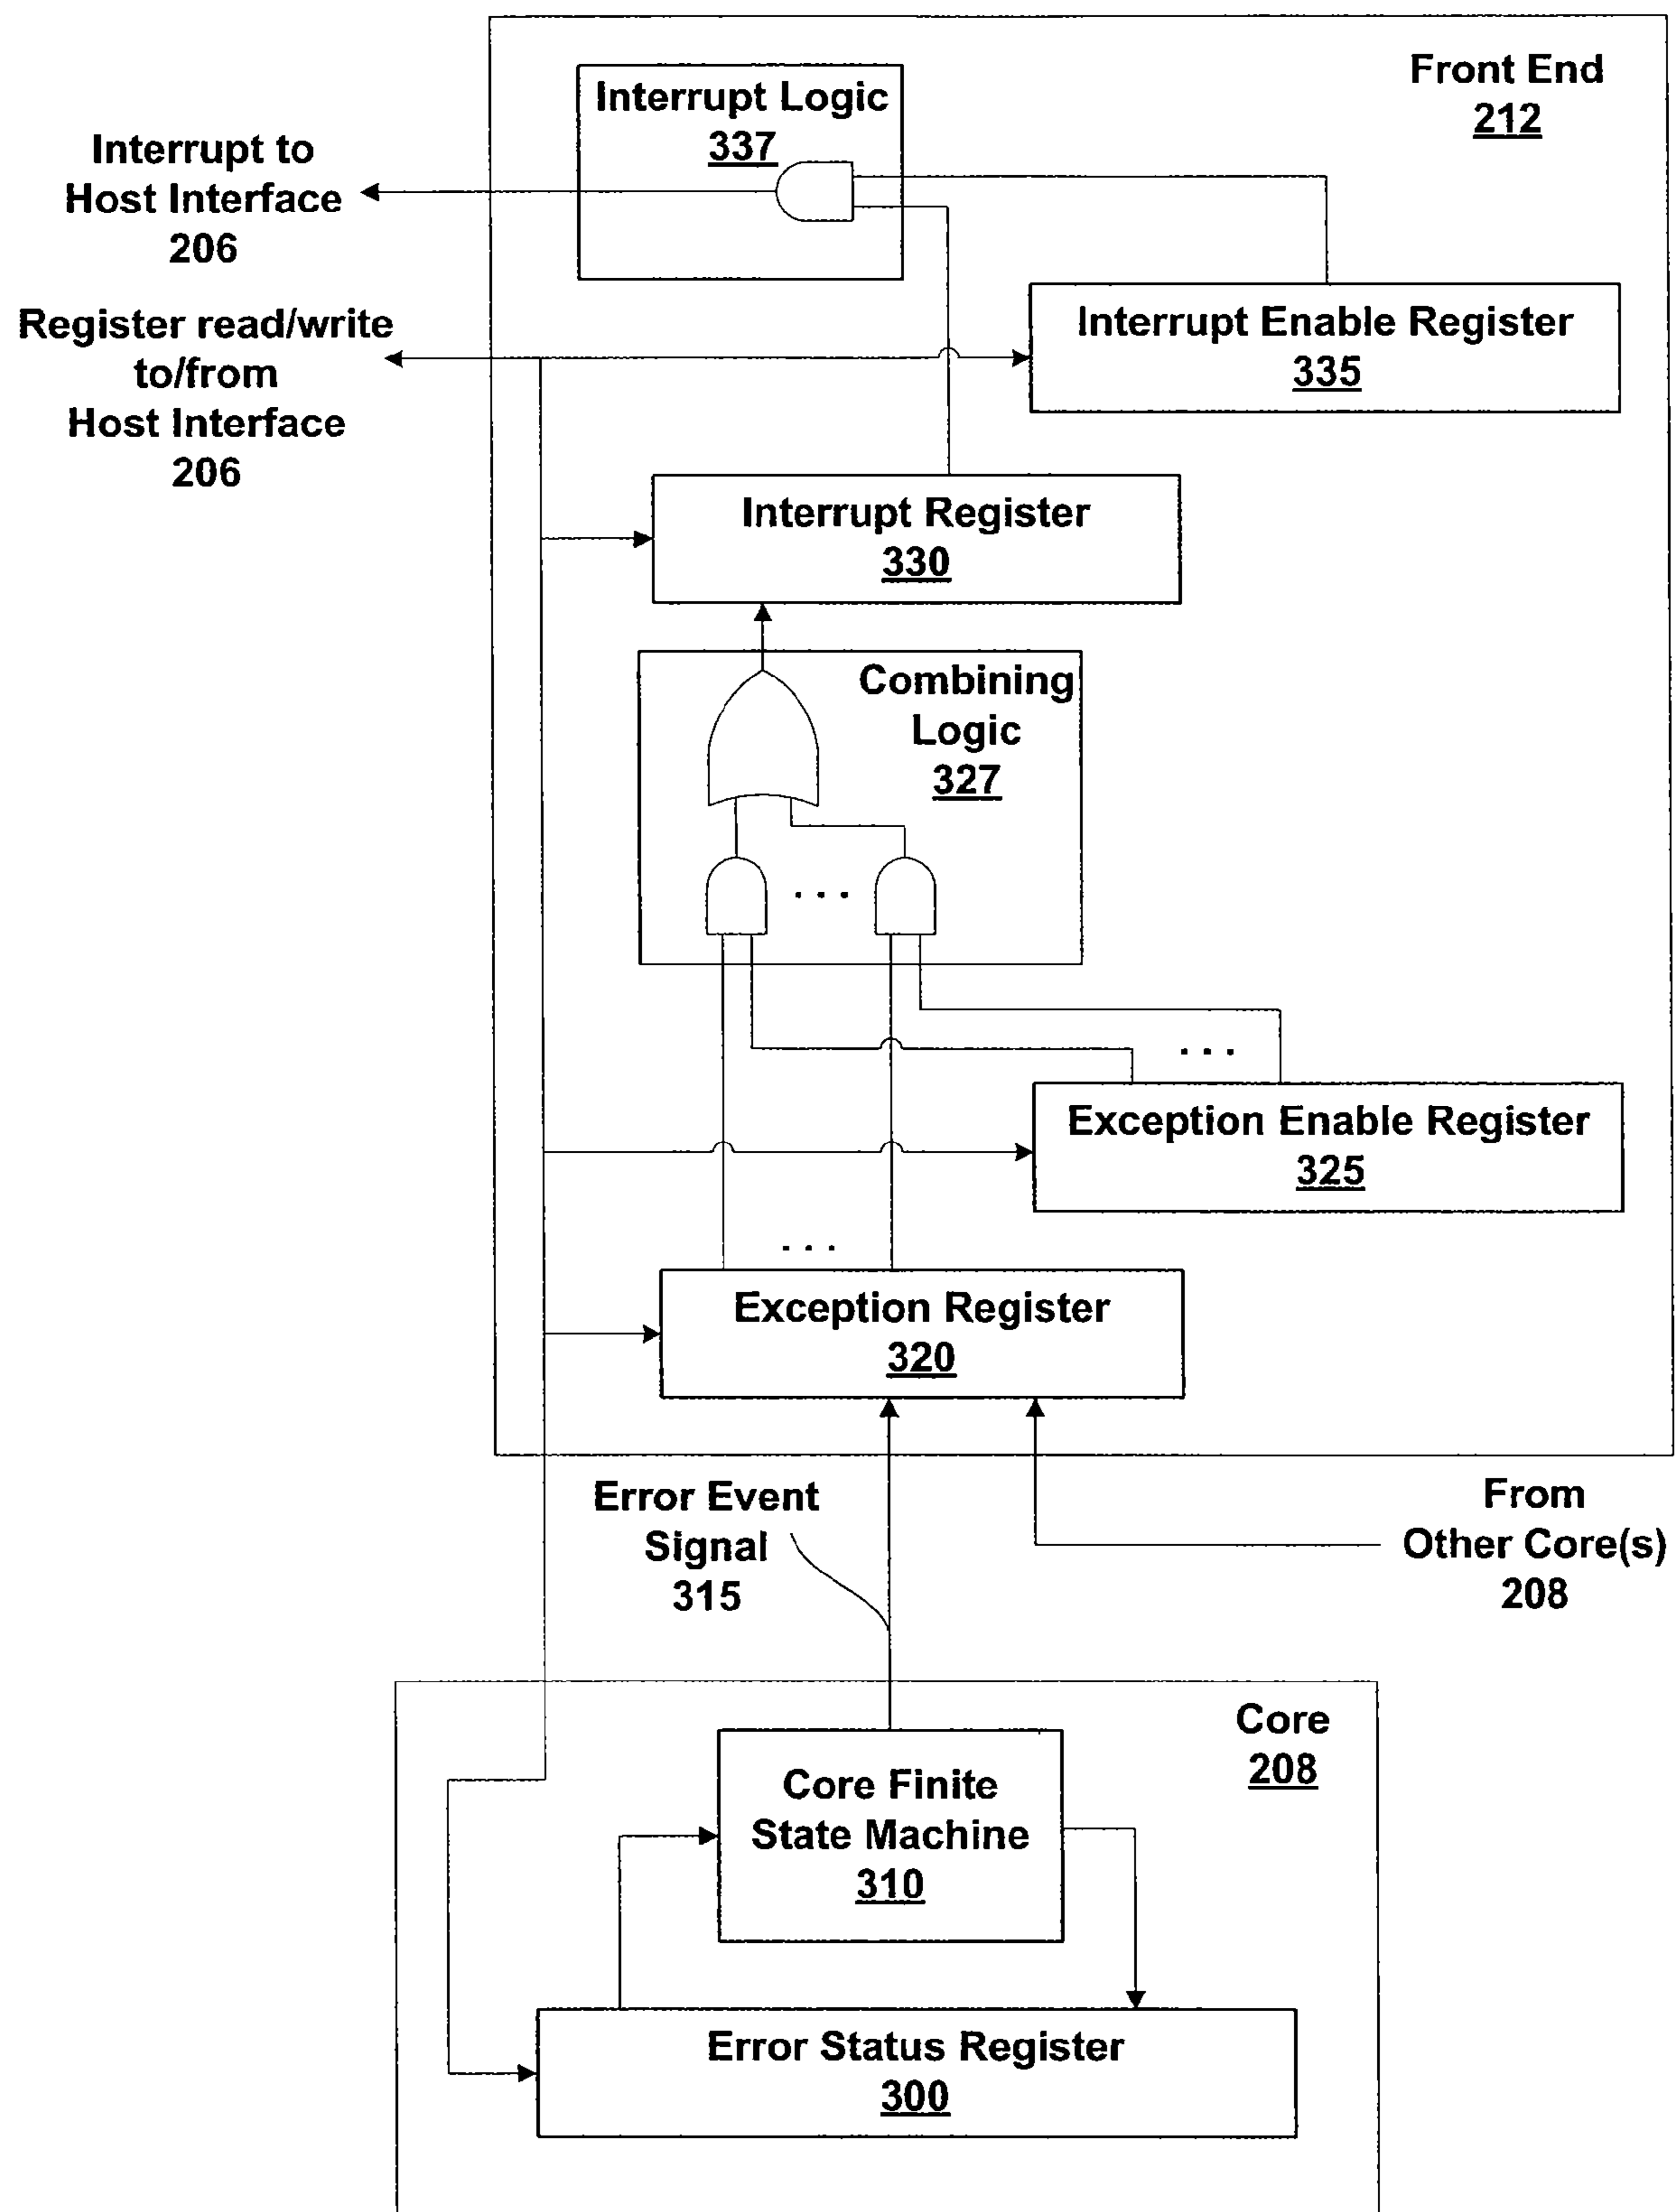 Front End
212
Interrupt Logic
337
Interrupt to
Host Interface
206
Register read/write
to/from
Host Interface
206
Interrupt Enable Register
335
Interrupt Register
330
Combining
Logic
327
. . .
. . .
Exception Enable Register
325
. . .
Exception Register
320
Error Event
Signal
315
From
Other Core(s)
208
Core
208
Core Finite
State Machine
310
Error Status Register
300